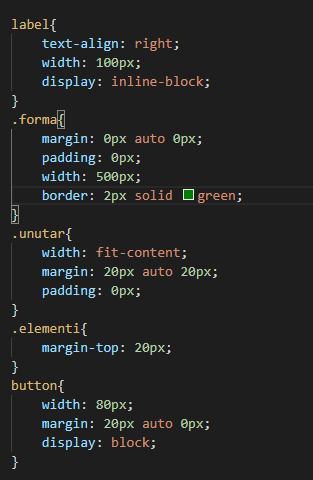 label{
    text-align: right;
    width: 100px;
    display: inline-block;
}
.forma{
    margin: 0px auto 0px;
    padding: 0px;
    width: 500px;
    border: 2px solid green;
}
.unutar{
    width: fit-content;
    margin: 20px auto 20px;
    padding: 0px;
}
.elementi{
    margin-top: 20px;
}
button{
    width: 80px;
    margin: 20px auto 0px;
    display: block;
}